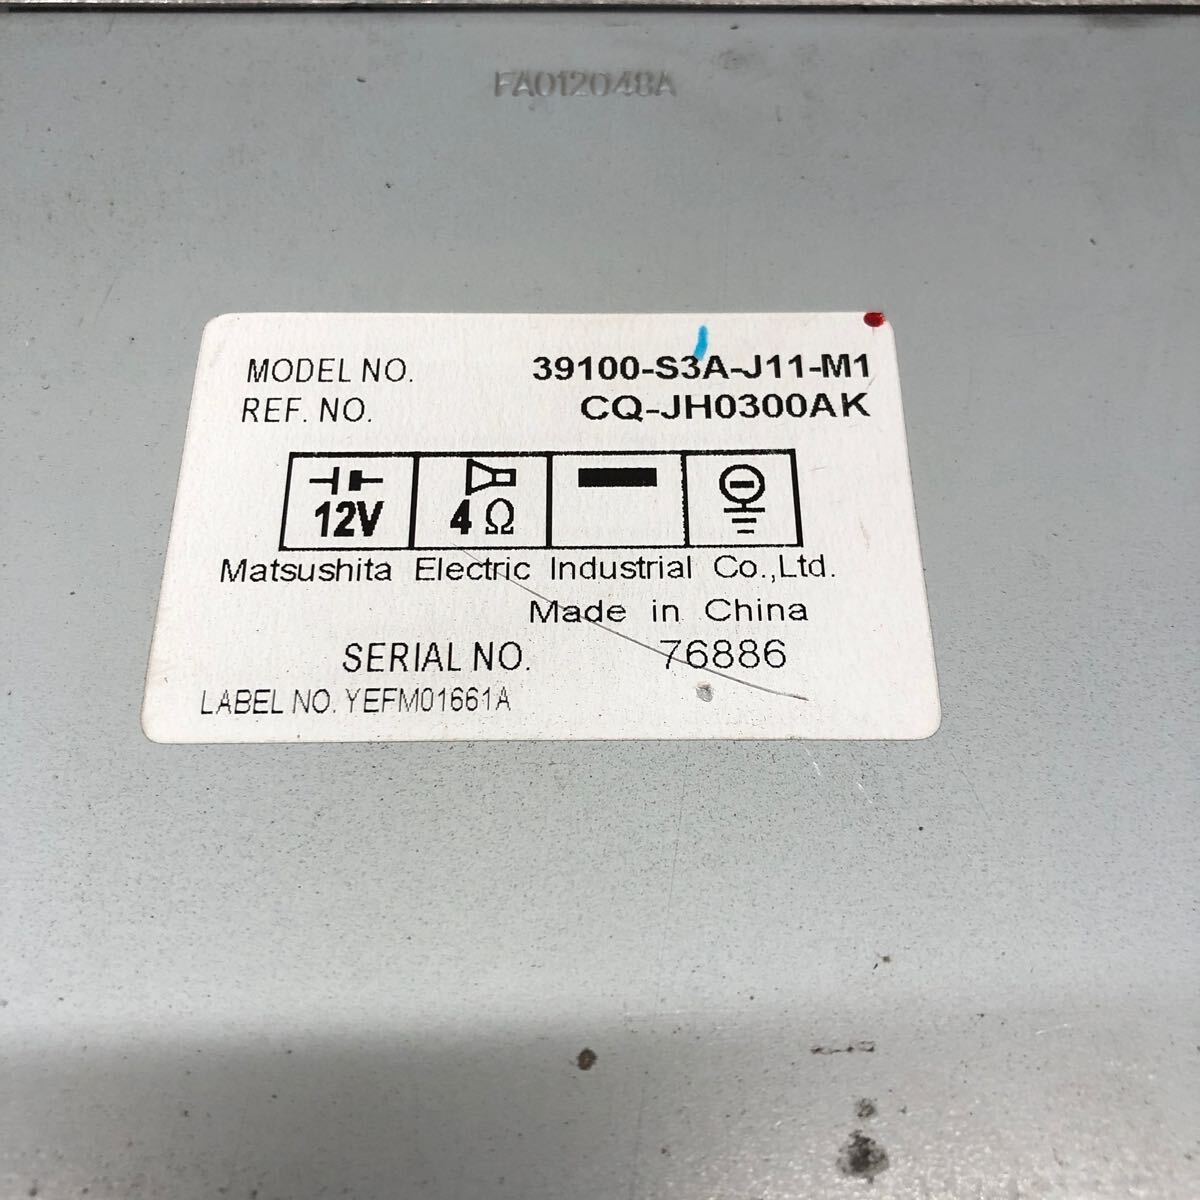 FA012048A
MODEL NO. 39100-S3A-J11-M1
REF. NO. CQ-JH0300AK
12V 4 Ω
Matsushita Electric Industrial Co.,Ltd.
Made in China
SERIAL NO. 76886
LABEL NO. YEFM01661A